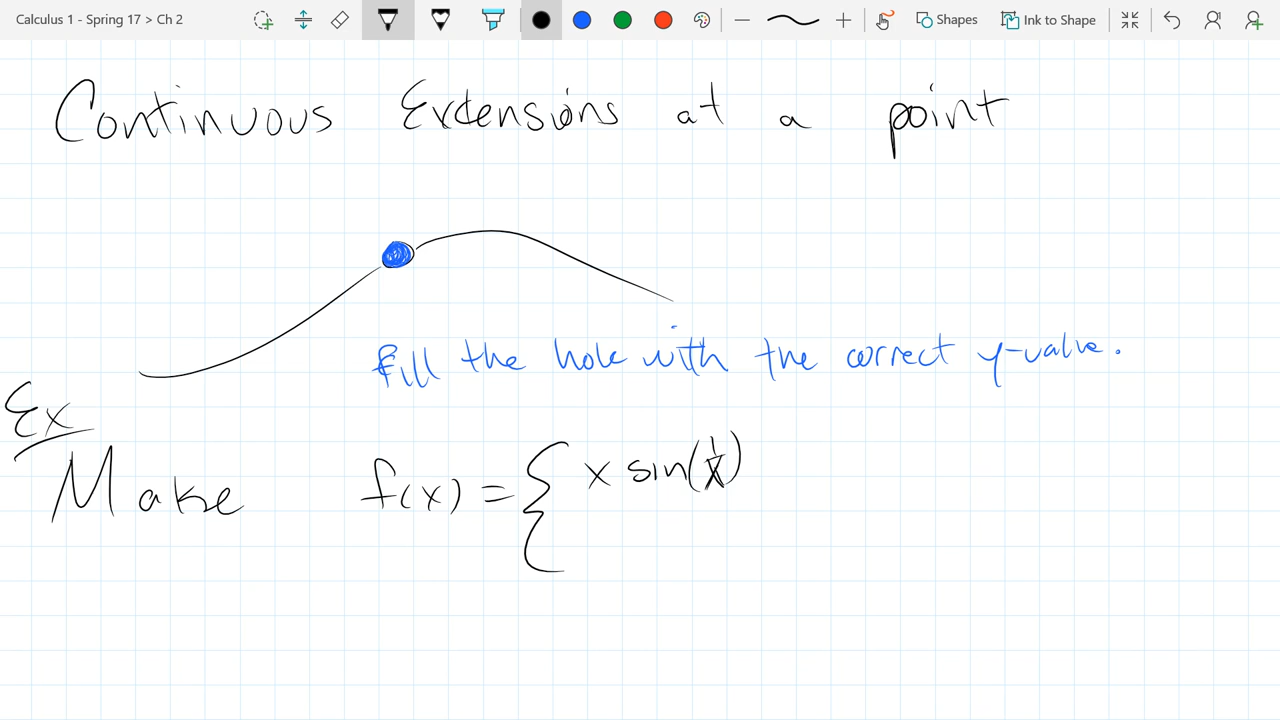 Calculus 1 - Spring 17 > Ch 2
Shapes
Ink to Shape
Continuous Extensions at a point
fill the hole with the correct y-value.
Ex
Make f(x) = { x sin(1/x)